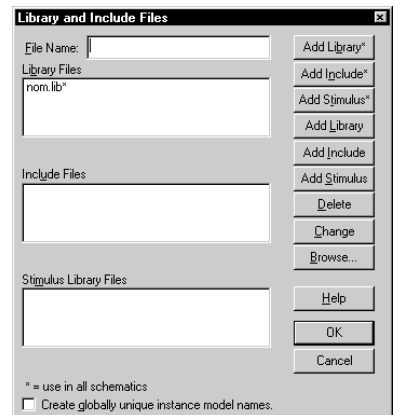 Library and Include Files
File Name:
Library Files
nom.lib*
Include Files
Stimulus Library Files
Add Library*
Add Include*
Add Stimulus*
Add Library
Add Include
Add Stimulus
Delete
Change
Browse...
Help
OK
Cancel
* = use in all schematics
Create globally unique instance model names.